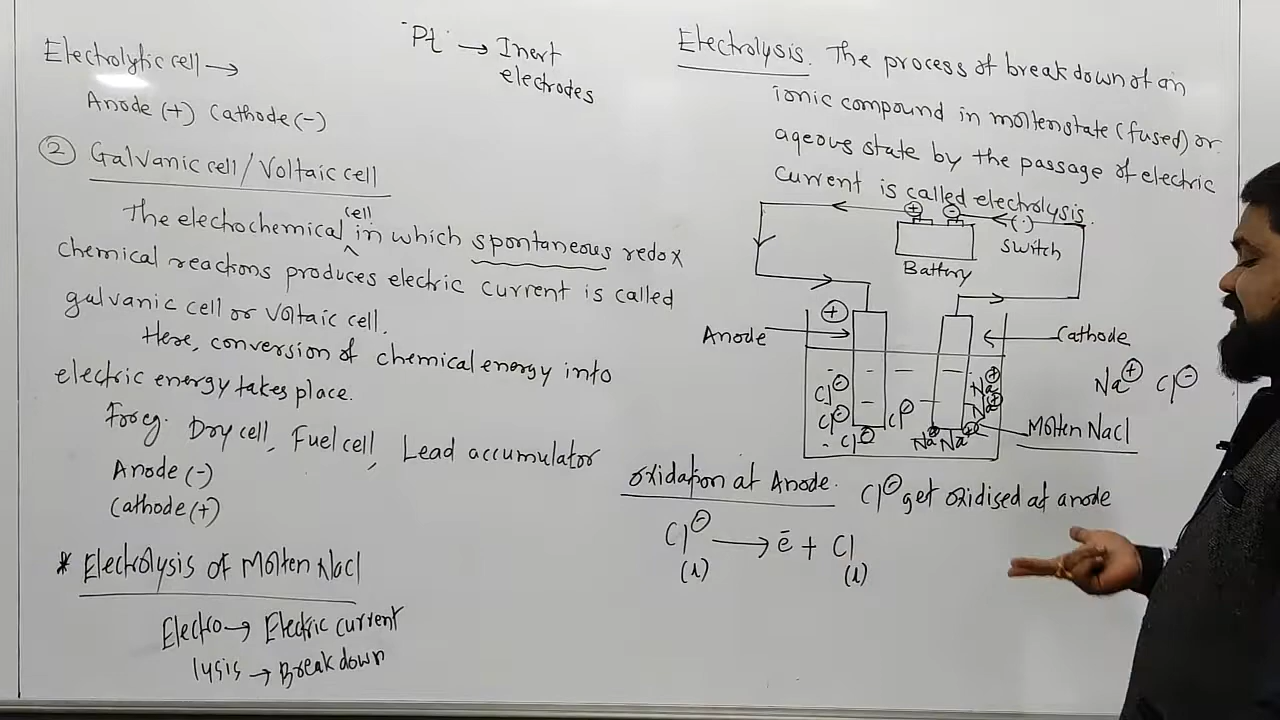 Electrolytic cell →
Anode (+) Cathode (-)
② Galvanic cell / Voltaic cell
The electrochemical cell in which spontaneous redox
chemical reactions produces electric current is called
galvanic cell or voltaic cell.
Here, conversion of chemical energy into
electric energy takes place.
For eg. Dry cell, Fuel cell, Lead accumulator
Anode (-)
Cathode (+)
* Electrolysis of Molten NaCl
Electro → Electric current
lysis → Breakdown
Pt → Inert
electrodes
Electrolysis. The process of breakdown of an
ionic compound in molten state (fused) or
aqeous state by the passage of electric
current is called electrolysis.
⊕ ⊖ (·)
Switch
Battery
Anode ⊕ Cathode
Na⊕ Cl⊖
Cl⊖ Na⊕
Cl⊖ Cl⊖ Na⊕
Cl⊖ Na⊕ Na⊕ Molten NaCl
Oxidation at Anode. Cl⊖ get oxidised at anode
Cl⊖ → ē + Cl
(l) (l)